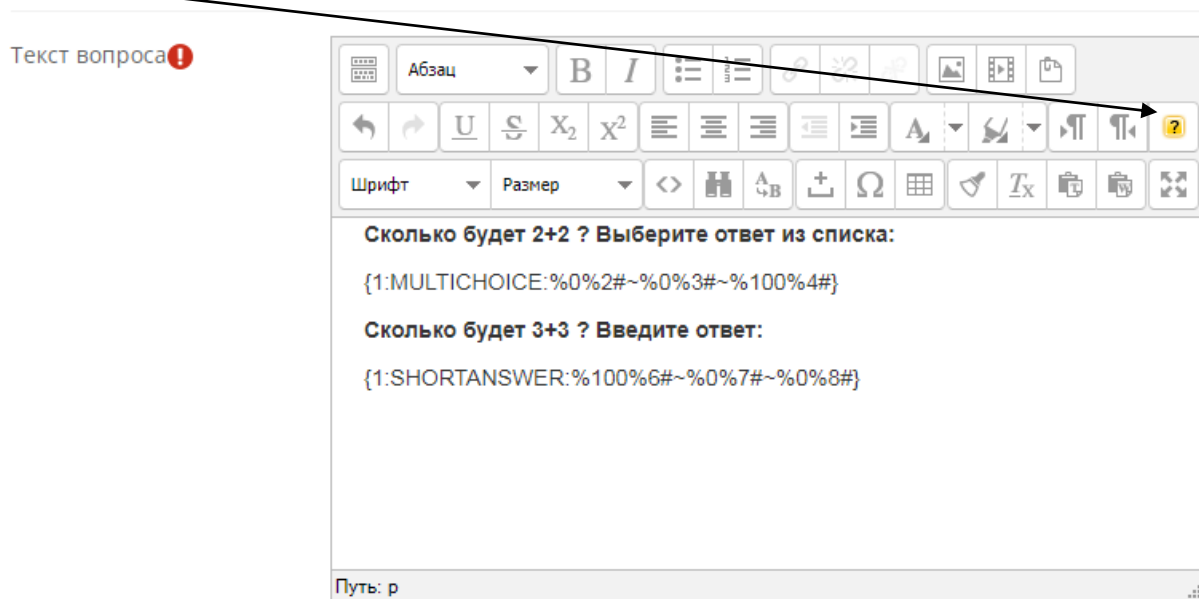 Текст вопроса
Абзац
Шрифт Размер
Сколько будет 2+2 ? Выберите ответ из списка:
{1:MULTICHOICE:%0%2#~%0%3#~%100%4#}
Сколько будет 3+3 ? Введите ответ:
{1:SHORTANSWER:%100%6#~%0%7#~%0%8#}
Путь: p